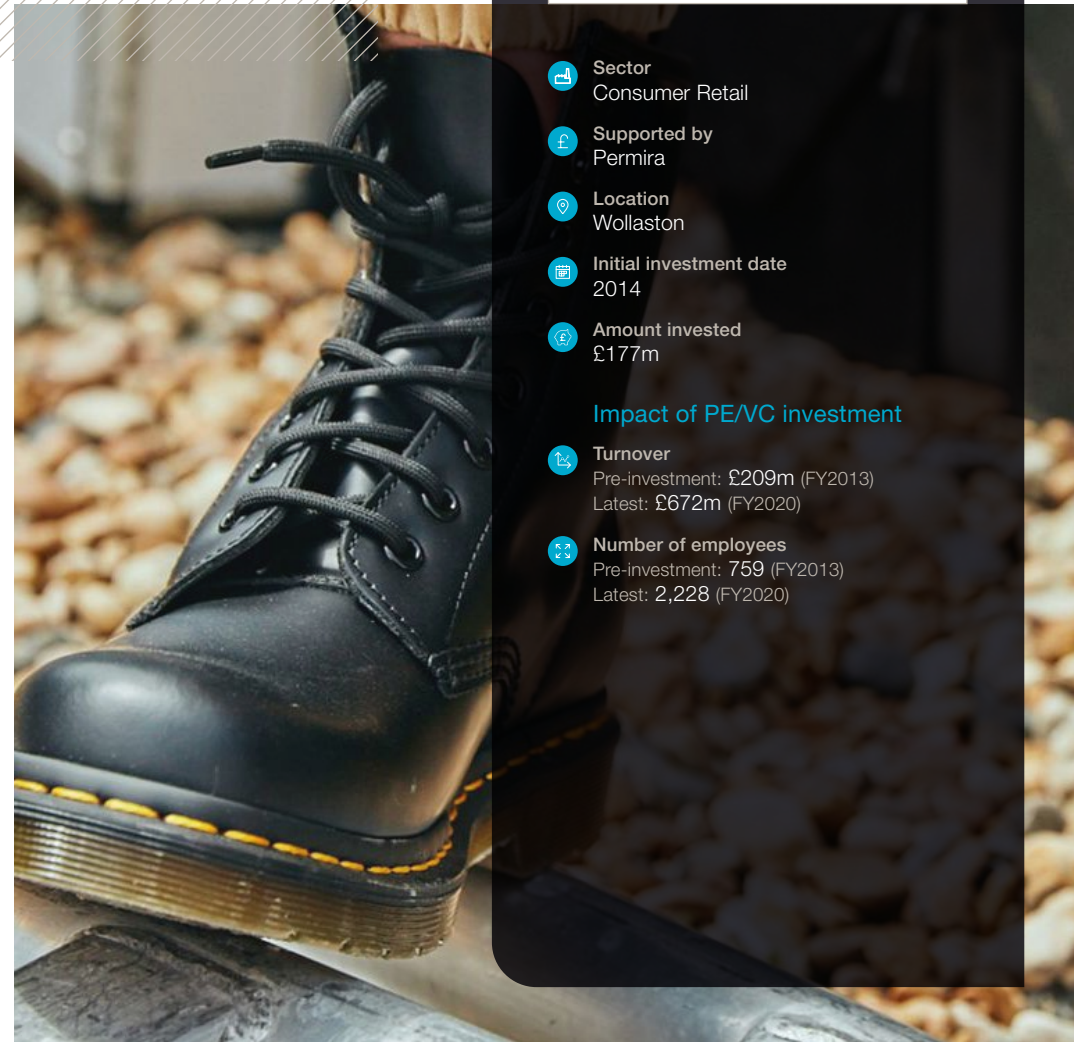 Sector
Consumer Retail
Supported by
Permira
Location
Wollaston
Initial investment date
2014
Amount invested
£177m
Impact of PE/VC investment
Turnover
Pre-investment: £209m (FY2013)
Latest: £672m (FY2020)
Number of employees
Pre-investment: 759 (FY2013)
Latest: 2,228 (FY2020)